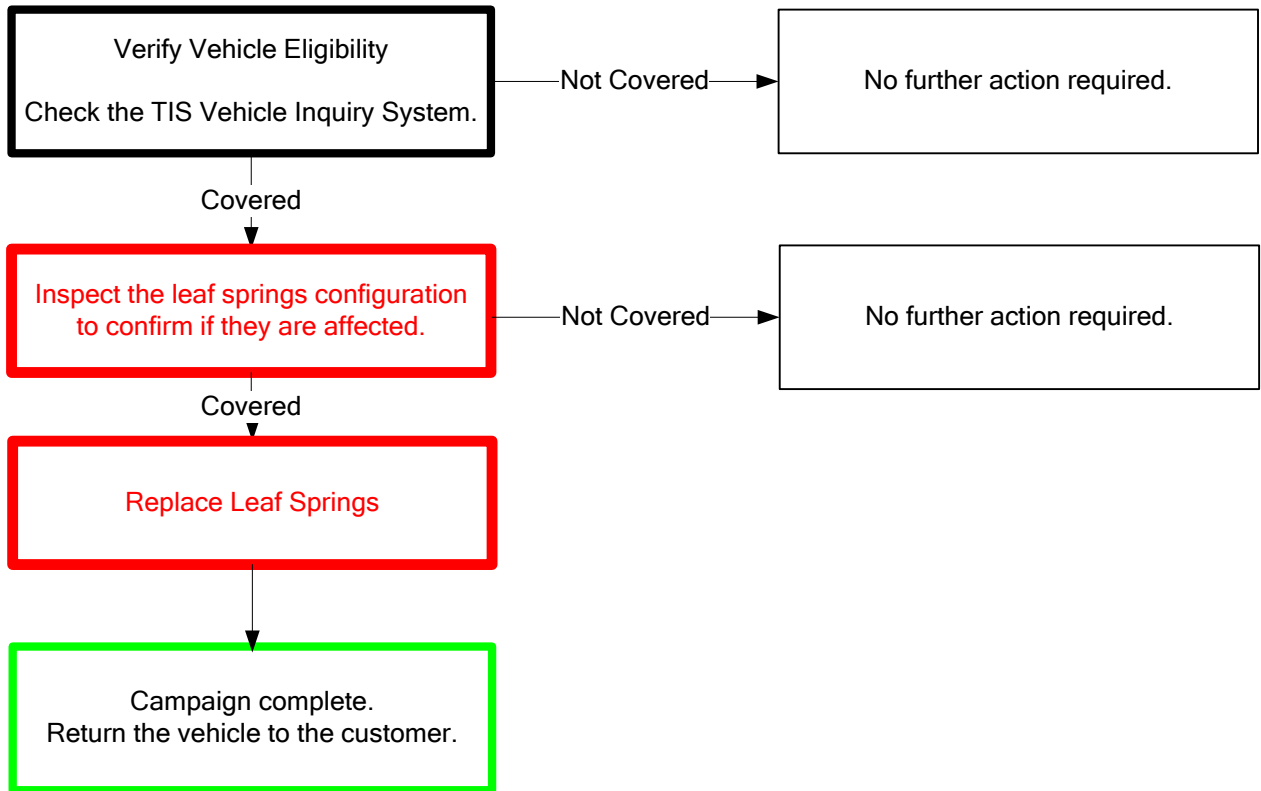 Verify Vehicle Eligibility
Check the TIS Vehicle Inquiry System.
Not Covered
No further action required.
Covered
Inspect the leaf springs configuration
to confirm if they are affected.
Not Covered
No further action required.
Covered
Replace Leaf Springs
Campaign complete.
Return the vehicle to the customer.